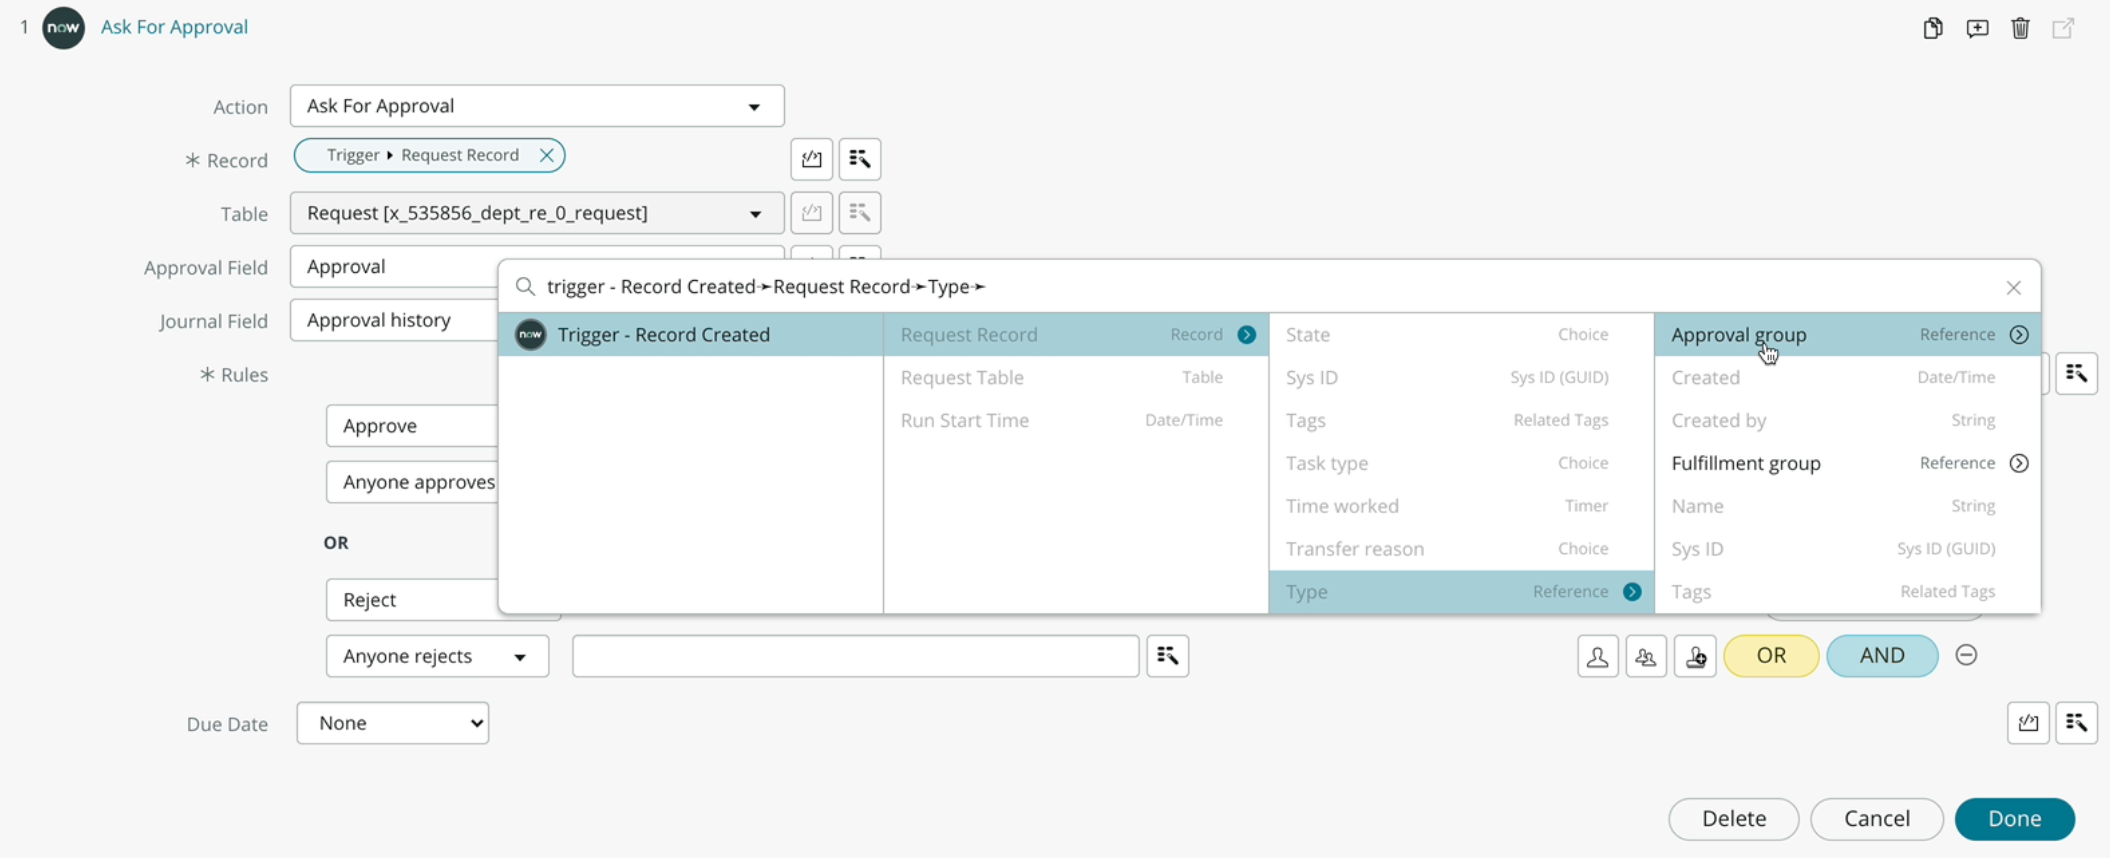 1 now Ask For Approval
Action Ask For Approval
* Record Trigger ▸ Request Record
Table Request [x_535856_dept_re_0_request]
Approval Field Approval
Journal Field Approval history
* Rules
trigger - Record Created➛Request Record➛Type➛
now Trigger - Record Created
Request Record Record
Request Table Table
Run Start Time Date/Time
State Choice
Sys ID Sys ID (GUID)
Tags Related Tags
Task type Choice
Time worked Timer
Transfer reason Choice
Type Reference
Approval group Reference
Created Date/Time
Created by String
Fulfillment group Reference
Name String
Sys ID Sys ID (GUID)
Tags Related Tags
Approve
Anyone approves
OR
Reject
Anyone rejects OR AND
Due Date None
Delete Cancel Done